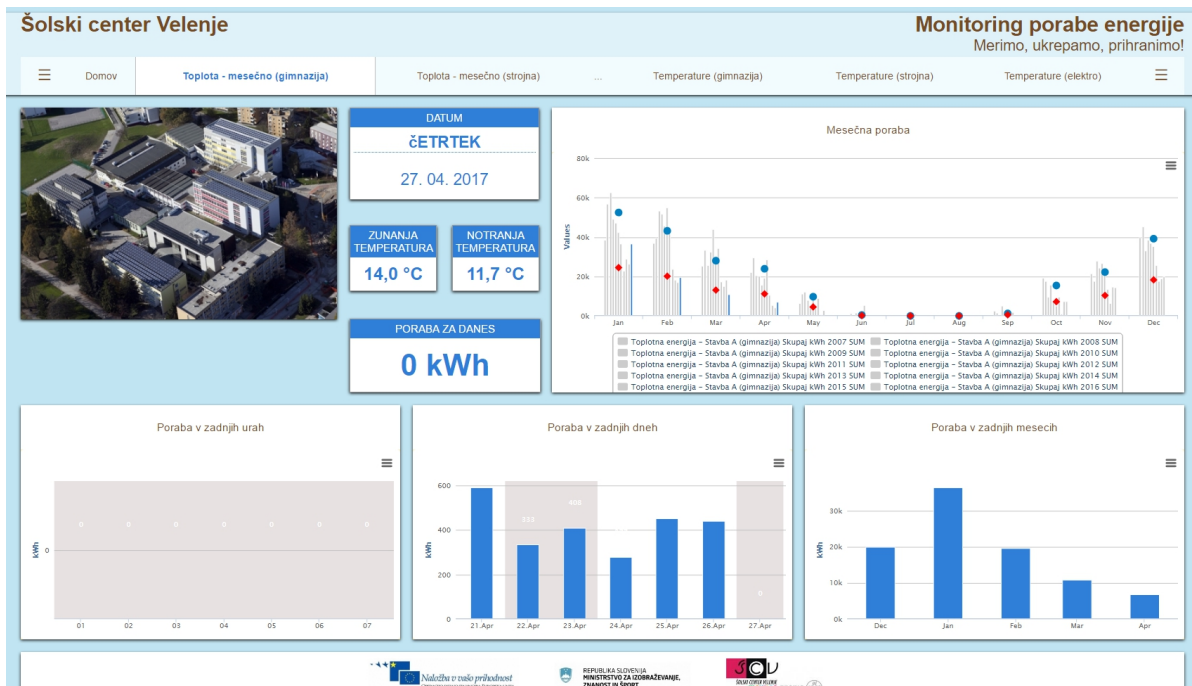 Šolski center Velenje
Monitoring porabe energije
Merimo, ukrepamo, prihranimo!
Domov
Toplota - mesečno (gimnazija)
Toplota - mesečno (strojna)
...
Temperature (gimnazija)
Temperature (strojna)
Temperature (elektro)
DATUM
čETRTEK
27. 04. 2017
ZUNANJA
TEMPERATURA
14,0 °C
NOTRANJA
TEMPERATURA
11,7 °C
PORABA ZA DANES
0 kWh
Mesečna poraba
Values
80k
60k
40k
20k
0k
Jan Feb Mar Apr May Jun Jul Aug Sep Oct Nov Dec
Toplotna energija – Stavba A (gimnazija) Skupaj kWh 2007 SUM Toplotna energija – Stavba A (gimnazija) Skupaj kWh 2008 SUM
Toplotna energija – Stavba A (gimnazija) Skupaj kWh 2009 SUM Toplotna energija – Stavba A (gimnazija) Skupaj kWh 2010 SUM
Toplotna energija – Stavba A (gimnazija) Skupaj kWh 2011 SUM Toplotna energija – Stavba A (gimnazija) Skupaj kWh 2012 SUM
Toplotna energija – Stavba A (gimnazija) Skupaj kWh 2013 SUM Toplotna energija – Stavba A (gimnazija) Skupaj kWh 2014 SUM
Toplotna energija – Stavba A (gimnazija) Skupaj kWh 2015 SUM Toplotna energija – Stavba A (gimnazija) Skupaj kWh 2016 SUM
Poraba v zadnjih urah
kWh
0 0 0 0 0 0 0
0
01 02 03 04 05 06 07
Poraba v zadnjih dneh
kWh
600
400
200
0
333
405
0
21.Apr 22.Apr 23.Apr 24.Apr 25.Apr 26.Apr 27.Apr
Poraba v zadnjih mesecih
kWh
30k
20k
10k
0k
Dec Jan Feb Mar Apr
Naložba v vašo prihodnost
REPUBLIKA SLOVENIJA
MINISTRSTVO ZA IZOBRAŽEVANJE,
ZNANOST IN ŠPORT
ŠCV
ŠOLSKI CENTER VELENJE